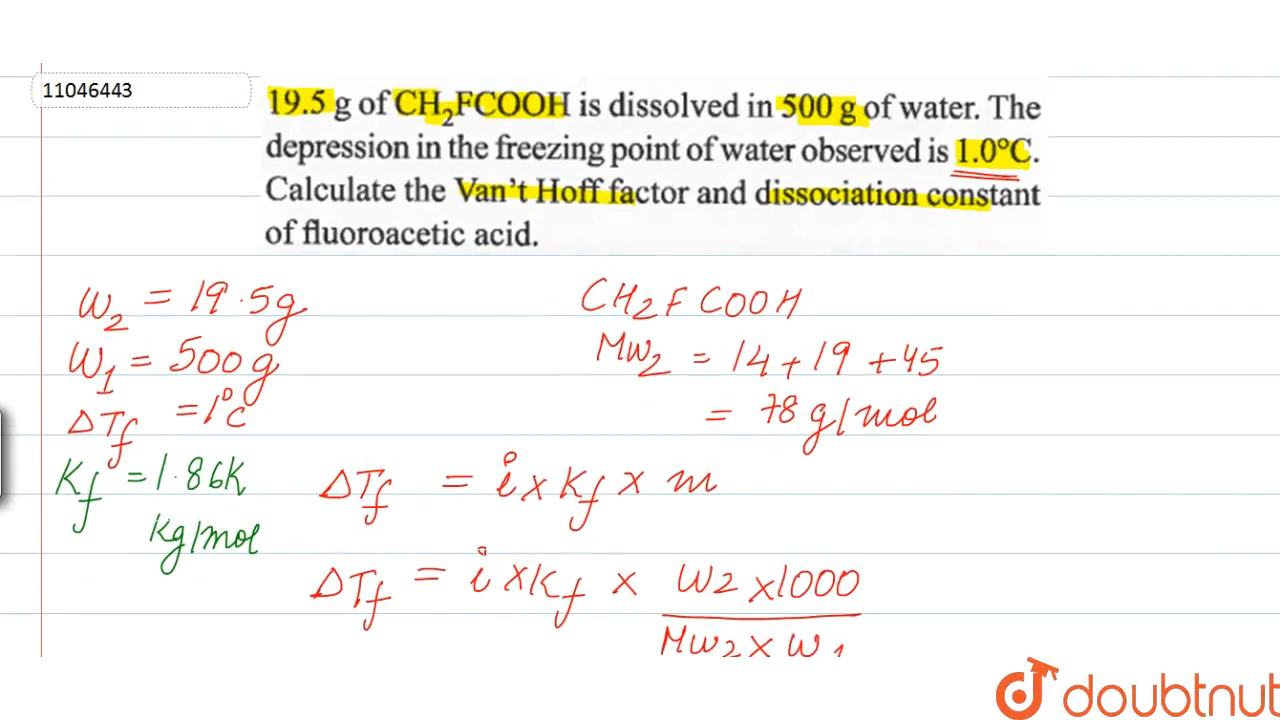 11046443
19.5 g of CH₂FCOOH is dissolved in 500 g of water. The
depression in the freezing point of water observed is 1.0°C.
Calculate the Van't Hoff factor and dissociation constant
of fluoroacetic acid.
W₂ = 19.5g
CH₂FCOOH
W₁ = 500g
MW₂ = 14 + 19 + 45
ΔTf = 1°C
= 78 g/mol
Kf = 1.86K
Kg/mol
ΔTf = i × Kf × m
ΔTf = i × Kf × W2 × 1000
MW2 × W1
doubtnut